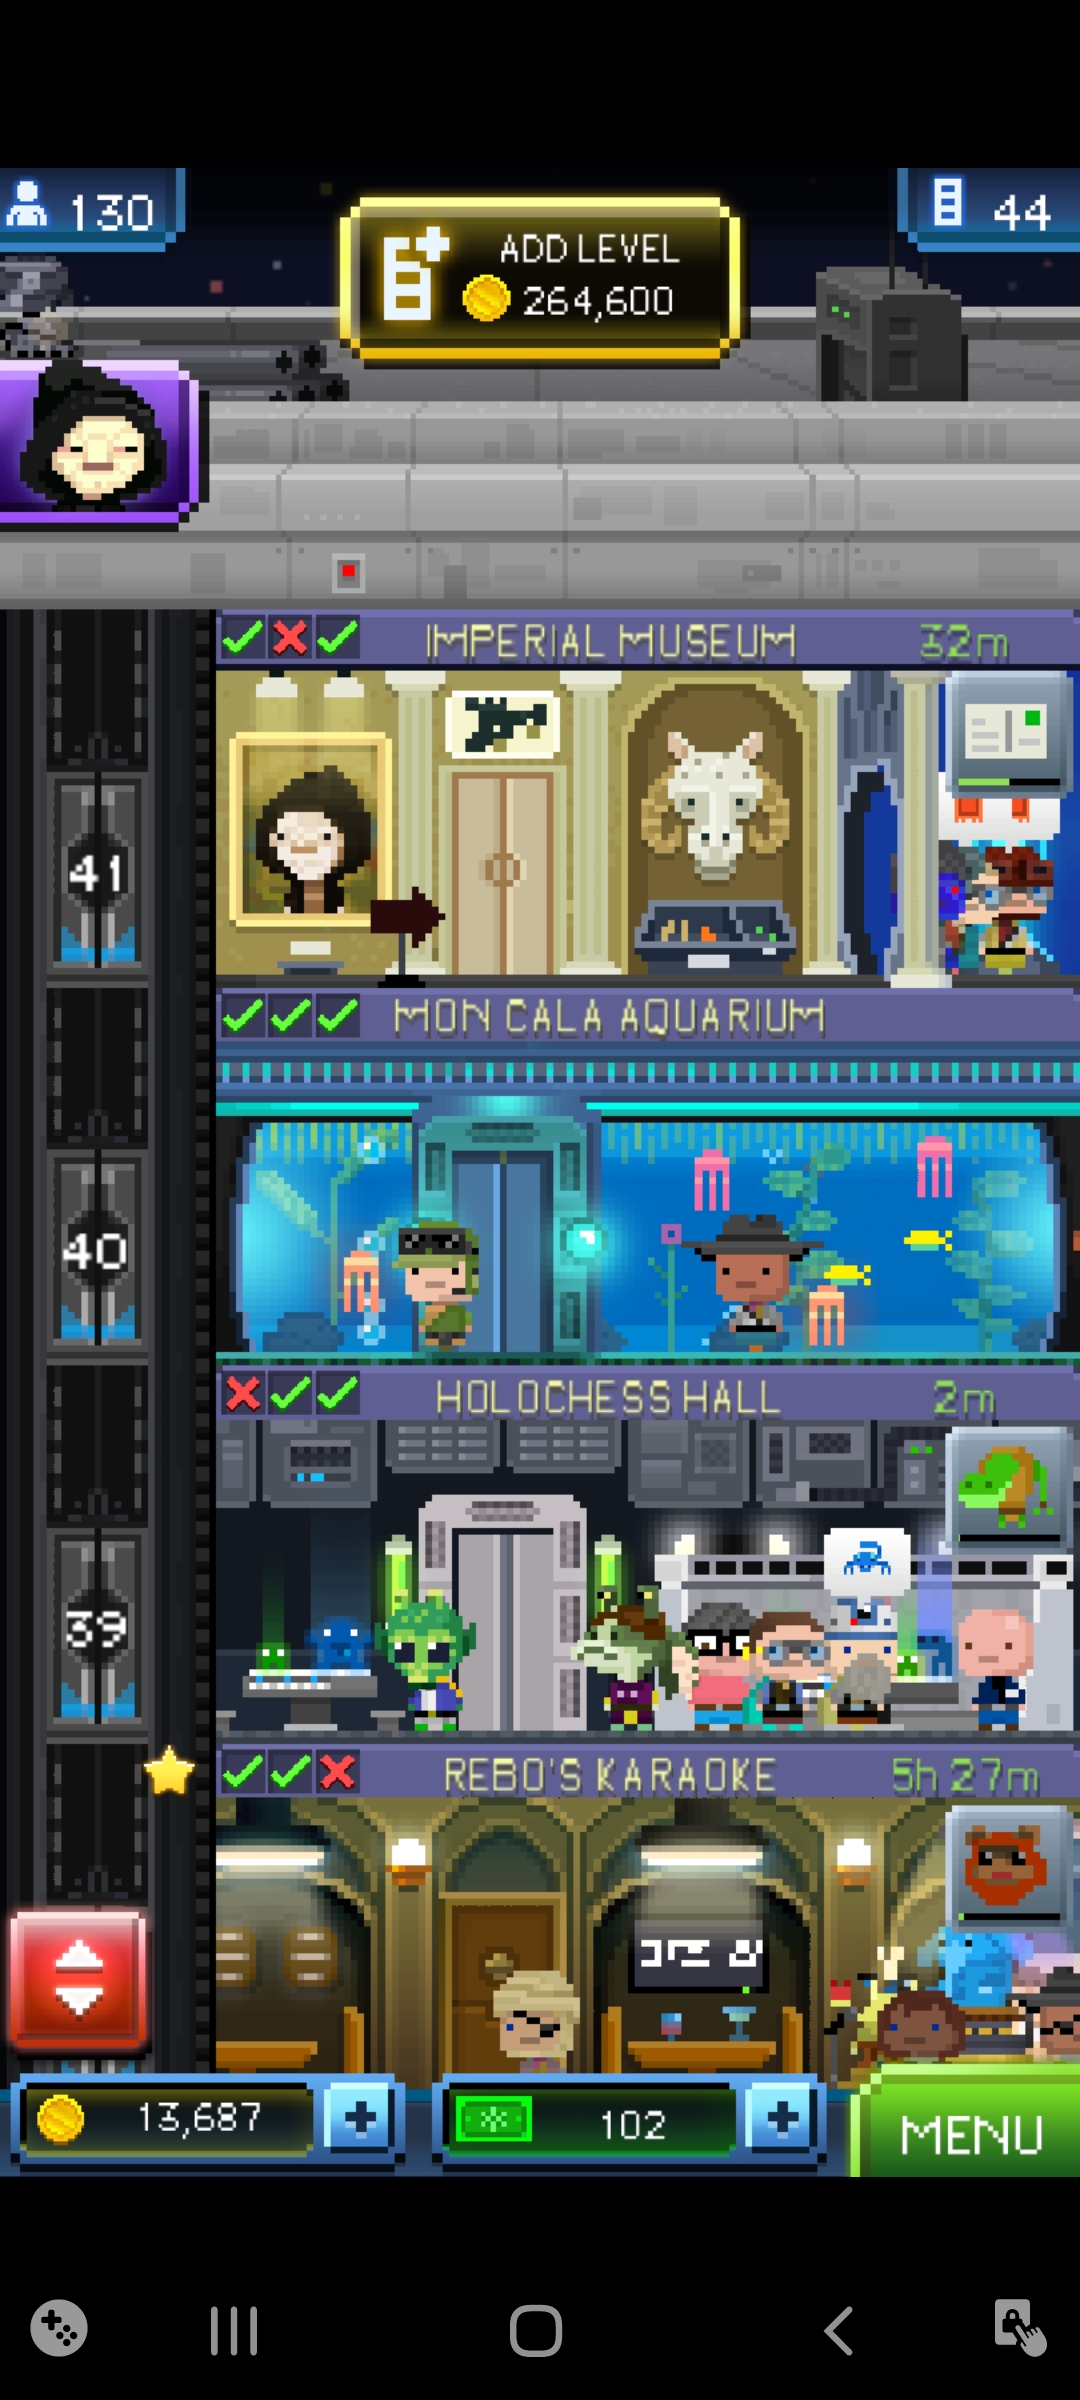 130
ADD LEVEL
264,600
44
IMPERIAL MUSEUM 32m
41
MON CALA AQUARIUM
40
HOLOCHESS HALL 2m
39
REBO'S KARAOKE 5h 27m
13,687
102
MENU